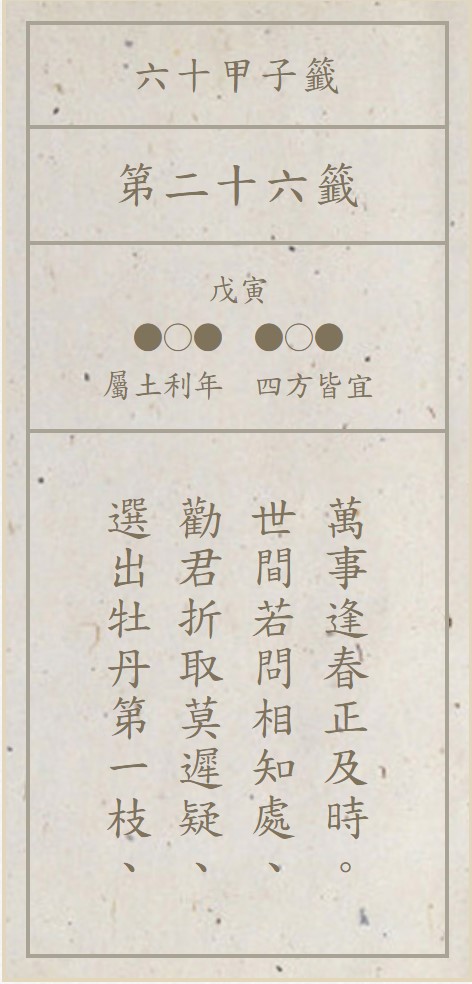 六十甲子籤
第二十六籤
戊寅
●○● ●○●
屬土利年 四方皆宜
選出牡丹第一枝、
勸君折取莫遲疑、
世間若問相知處、
萬事逢春正及時。